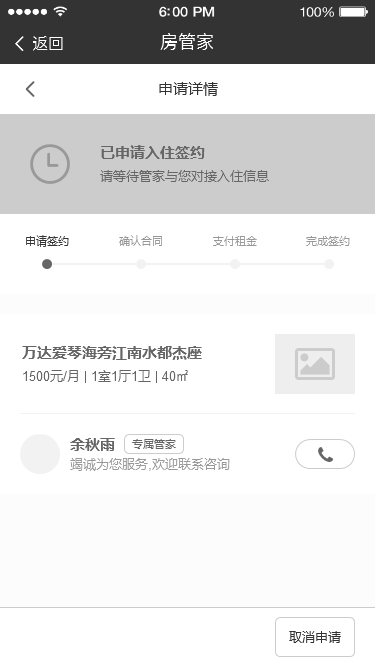 6:00 PM
100%
返回
房管家
申请详情
已申请入住签约
请等待管家与您对接入住信息
申请签约
确认合同
支付租金
完成签约
万达爱琴海旁江南水都杰座
1500元/月 | 1室1厅1卫 | 40㎡
余秋雨
专属管家
竭诚为您服务,欢迎联系咨询
取消申请